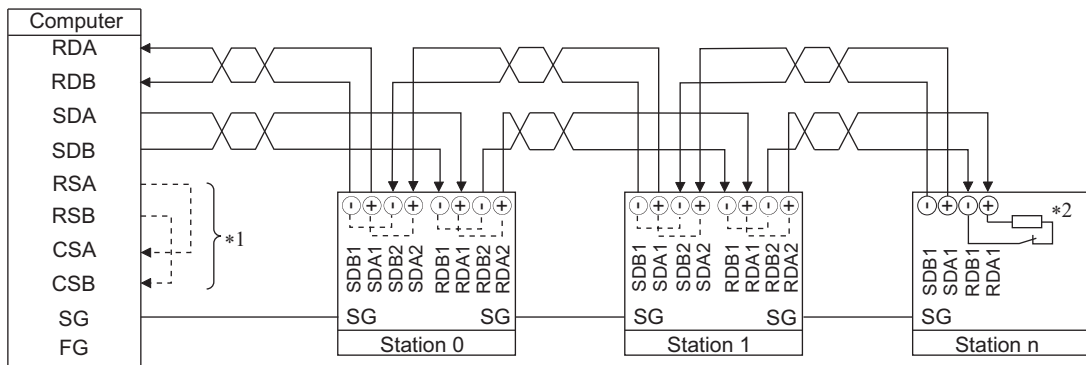 Computer
RDA
RDB
SDA
SDB
RSA
RSB
CSA
CSB
SG
FG
*1
- + - + - + - +
SDB1
SDA1
SDB2
SDA2
RDB1
RDA1
RDB2
RDA2
SG SG
Station 0
- + - + - + - +
SDB1
SDA1
SDB2
SDA2
RDB1
RDA1
RDB2
RDA2
SG SG
Station 1
- + - +
*2
SDB1
SDA1
RDB1
RDA1
SG
Station n